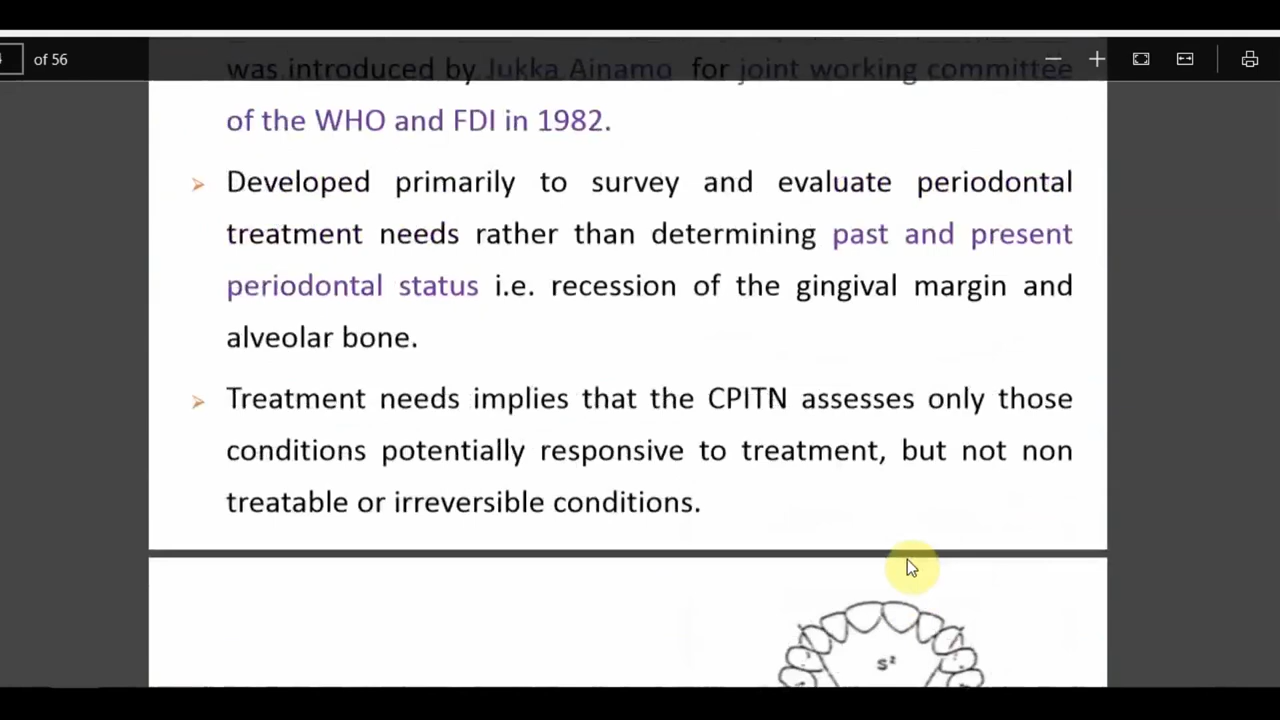 of 56
was introduced by Jukka Ainamo for joint working committee
of the WHO and FDI in 1982.
➢ Developed primarily to survey and evaluate periodontal
treatment needs rather than determining past and present
periodontal status i.e. recession of the gingival margin and
alveolar bone.
➢ Treatment needs implies that the CPITN assesses only those
conditions potentially responsive to treatment, but not non
treatable or irreversible conditions.
S²